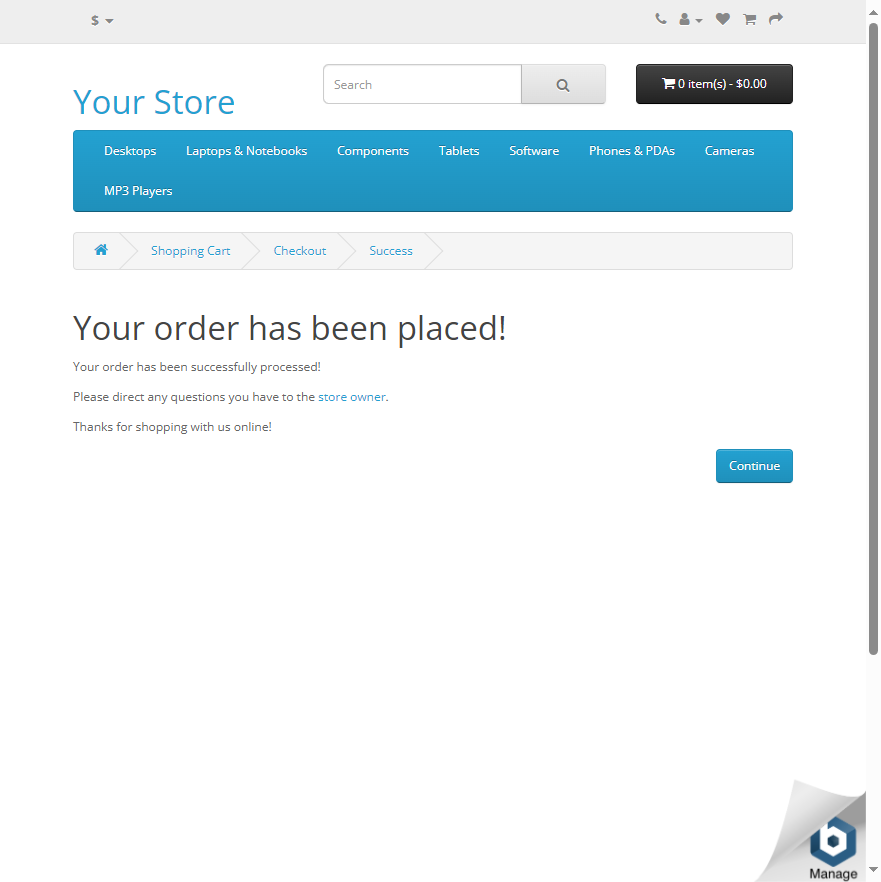 $
Search
0 item(s) - $0.00
Your Store
Desktops Laptops & Notebooks Components Tablets Software Phones & PDAs Cameras
MP3 Players
Shopping Cart Checkout Success
Your order has been placed!
Your order has been successfully processed!
Please direct any questions you have to the store owner.
Thanks for shopping with us online!
Continue
b
Manage